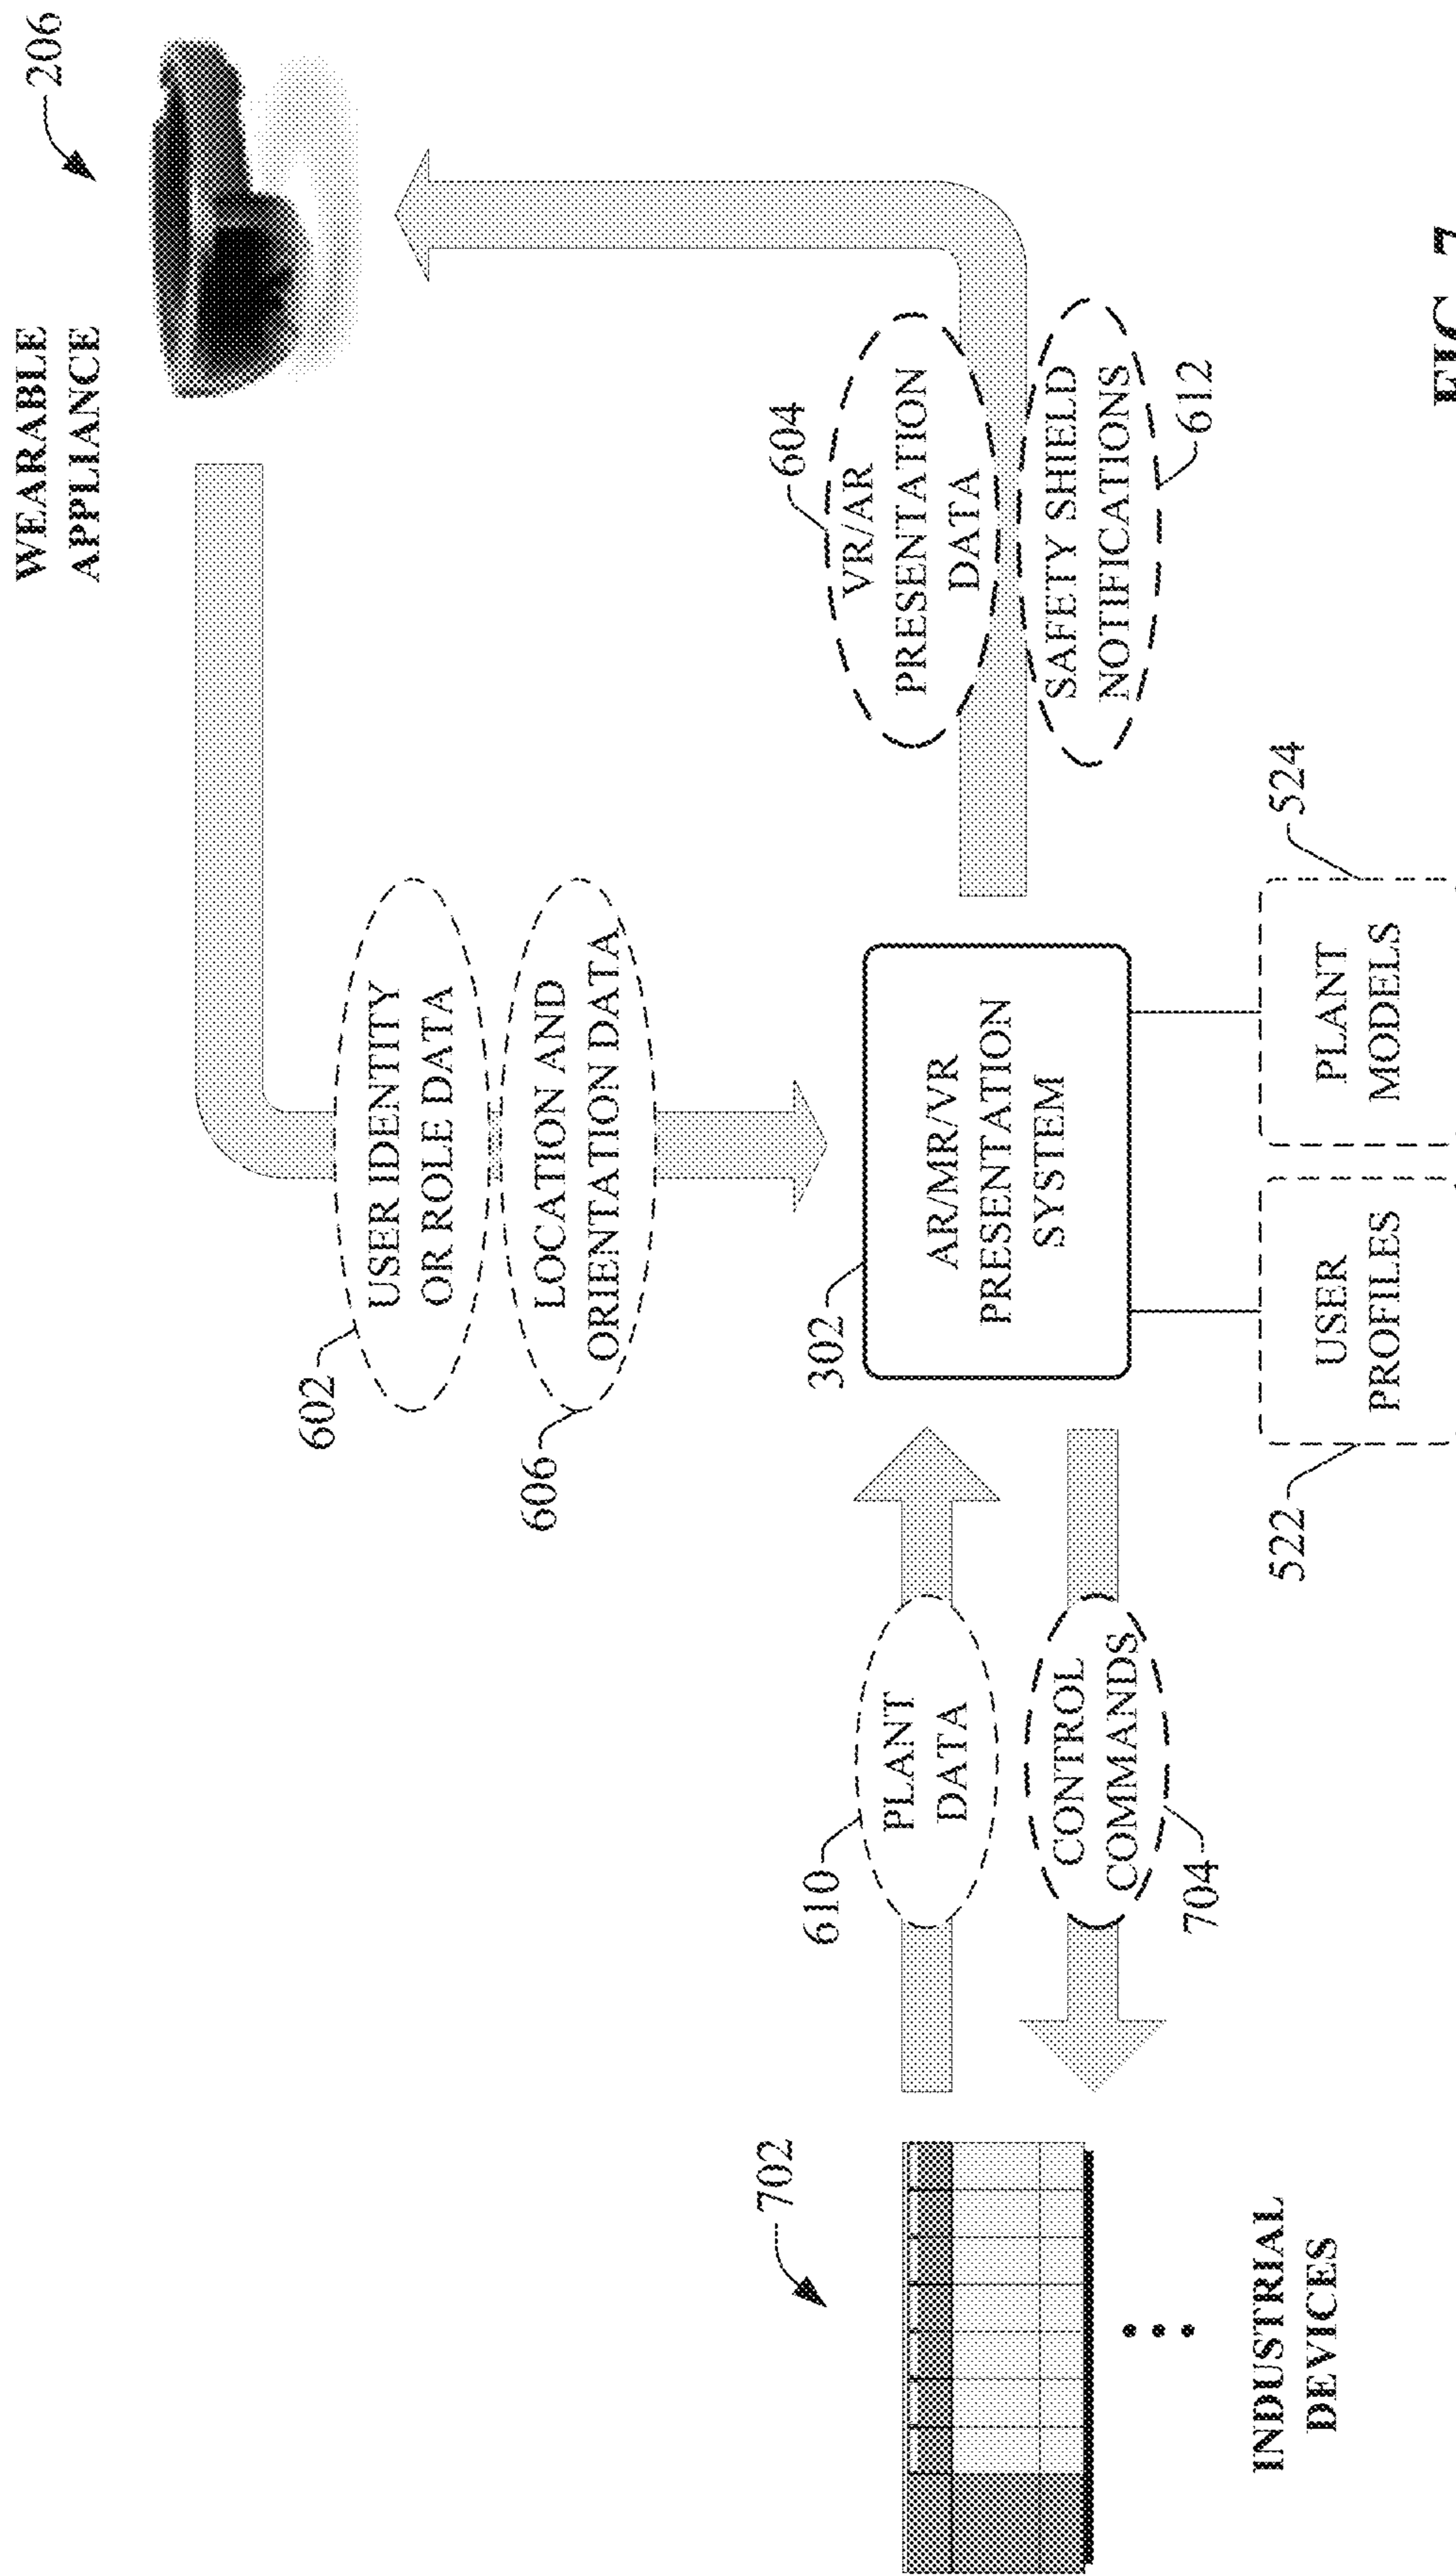 WEARABLE
APPLIANCE
206
602
USER IDENTITY
OR ROLE DATA
606
LOCATION AND
ORIENTATION DATA
604
VR/AR
PRESENTATION
DATA
SAFETY SHIELD
NOTIFICATIONS
612
702
610
PLANT
DATA
CONTROL
COMMANDS
704
302
AR/MR/VR
PRESENTATION
SYSTEM
INDUSTRIAL
DEVICES
522
USER
PROFILES
PLANT
MODELS
524
FIG. 7